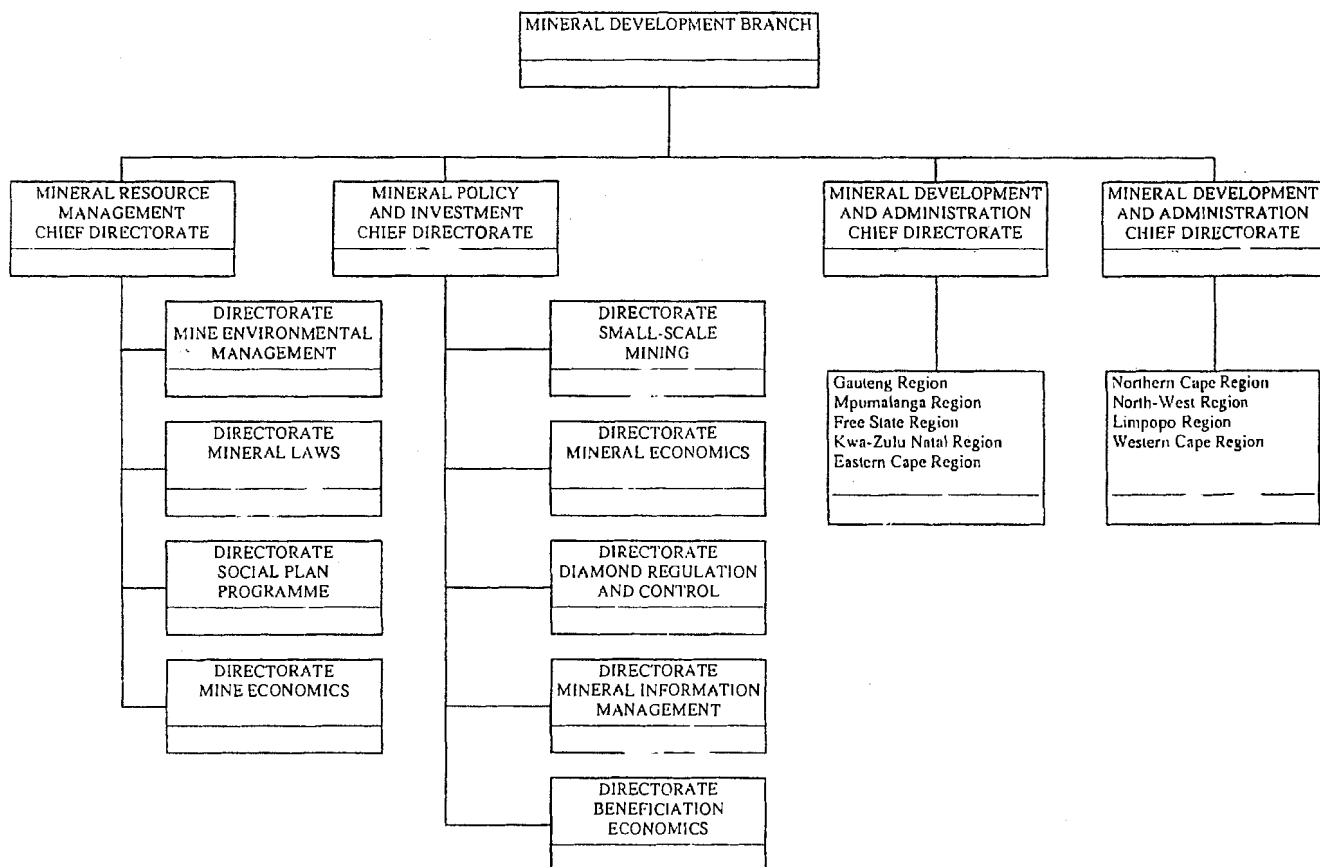 MINERAL DEVELOPMENT BRANCH
MINERAL RESOURCE
MANAGEMENT
CHIEF DIRECTORATE
MINERAL POLICY
AND INVESTMENT
CHIEF DIRECTORATE
MINERAL DEVELOPMENT
AND ADMINISTRATION
CHIEF DIRECTORATE
MINERAL DEVELOPMENT
AND ADMINISTRATION
CHIEF DIRECTORATE
DIRECTORATE
MINE ENVIRONMENTAL
MANAGEMENT
DIRECTORATE
MINERAL LAWS
DIRECTORATE
SOCIAL PLAN
PROGRAMME
DIRECTORATE
MINE ECONOMICS
DIRECTORATE
SMALL-SCALE
MINING
DIRECTORATE
MINERAL ECONOMICS
DIRECTORATE
DIAMOND REGULATION
AND CONTROL
DIRECTORATE
MINERAL INFORMATION
MANAGEMENT
DIRECTORATE
BENEFICIATION
ECONOMICS
Gauteng Region
Mpumalanga Region
Free State Region
Kwa-Zulu Natal Region
Eastern Cape Region
Northern Cape Region
North-West Region
Limpopo Region
Western Cape Region